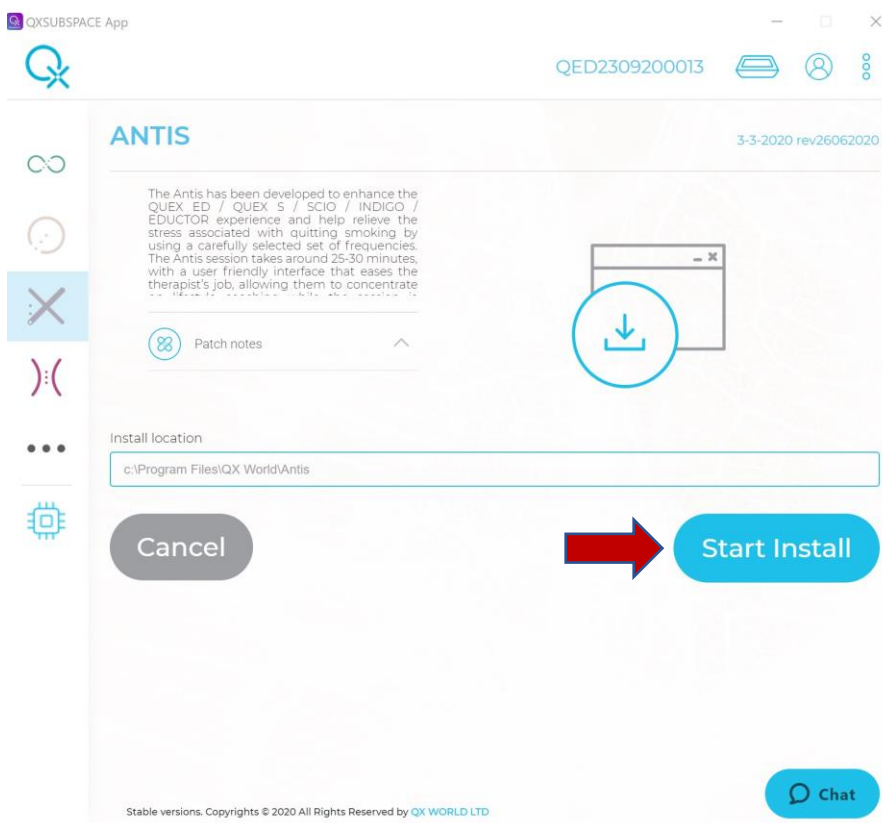 QXSUBSPACE App
QED2309200013
ANTIS
3-3-2020 rev26062020
The Antis has been developed to enhance the
QUEX ED / QUEX S / SCIO / INDIGO /
EDUCTOR experience and help relieve the
stress associated with quitting smoking by
using a carefully selected set of frequencies.
The Antis session takes around 25-30 minutes,
with a user friendly interface that eases the
therapist's job, allowing them to concentrate
Patch notes
Install location
c:\Program Files\QX World\Antis
Cancel
Start Install
Chat
Stable versions. Copyrights © 2020 All Rights Reserved by QX WORLD LTD